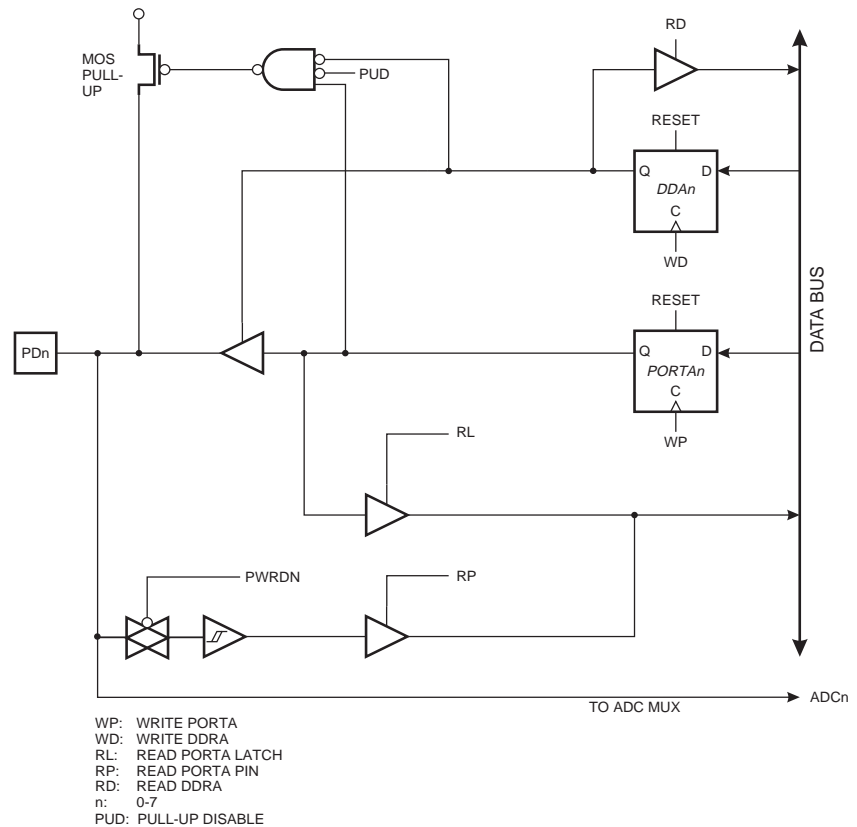 RD
MOS
PULL-
UP
PUD
RESET
Q D
DDAn
C
WD
RESET
PDn
Q D
PORTAn
C
WP
DATA BUS
RL
PWRDN
RP
TO ADC MUX
ADCn
WP: WRITE PORTA
WD: WRITE DDRA
RL: READ PORTA LATCH
RP: READ PORTA PIN
RD: READ DDRA
n: 0-7
PUD: PULL-UP DISABLE